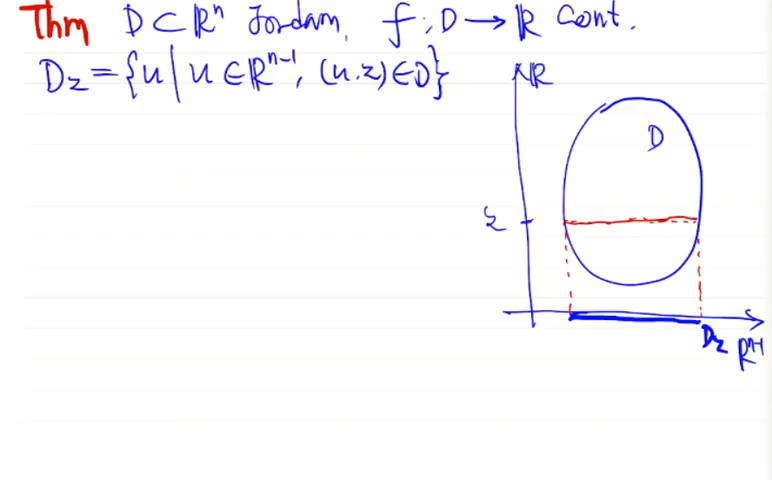 Thm D ⊂ ℝⁿ Jordan, f: D → ℝ cont.
D_z = {u | u ∈ ℝⁿ⁻¹, (u, z) ∈ D}
ℝ
D
z
D_z
ℝⁿ⁻¹